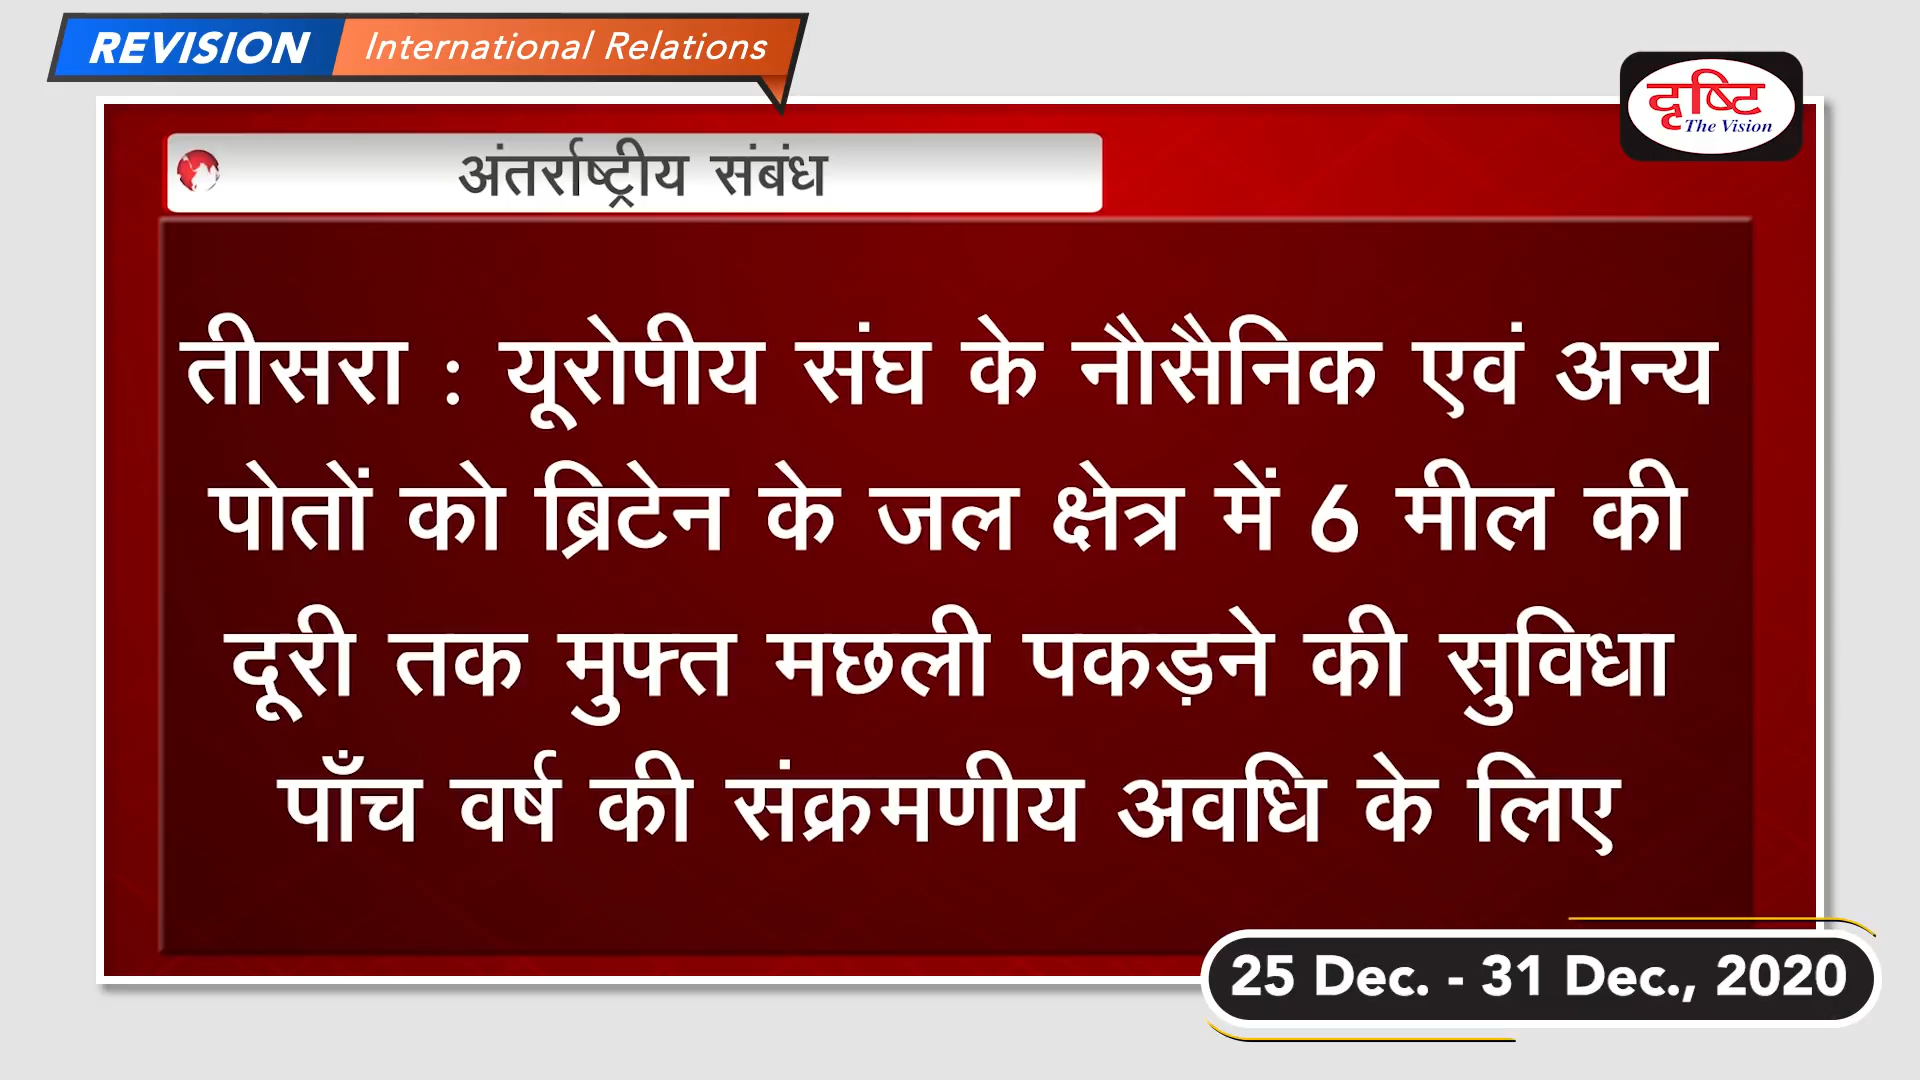 REVISION International Relations
दृष्टि
The Vision
अंतर्राष्ट्रीय संबंध
तीसरा : यूरोपीय संघ के नौसैनिक एवं अन्य
पोतों को ब्रिटेन के जल क्षेत्र में 6 मील की
दूरी तक मुफ्त मछली पकड़ने की सुविधा
पाँच वर्ष की संक्रमणीय अवधि के लिए
25 Dec. - 31 Dec., 2020